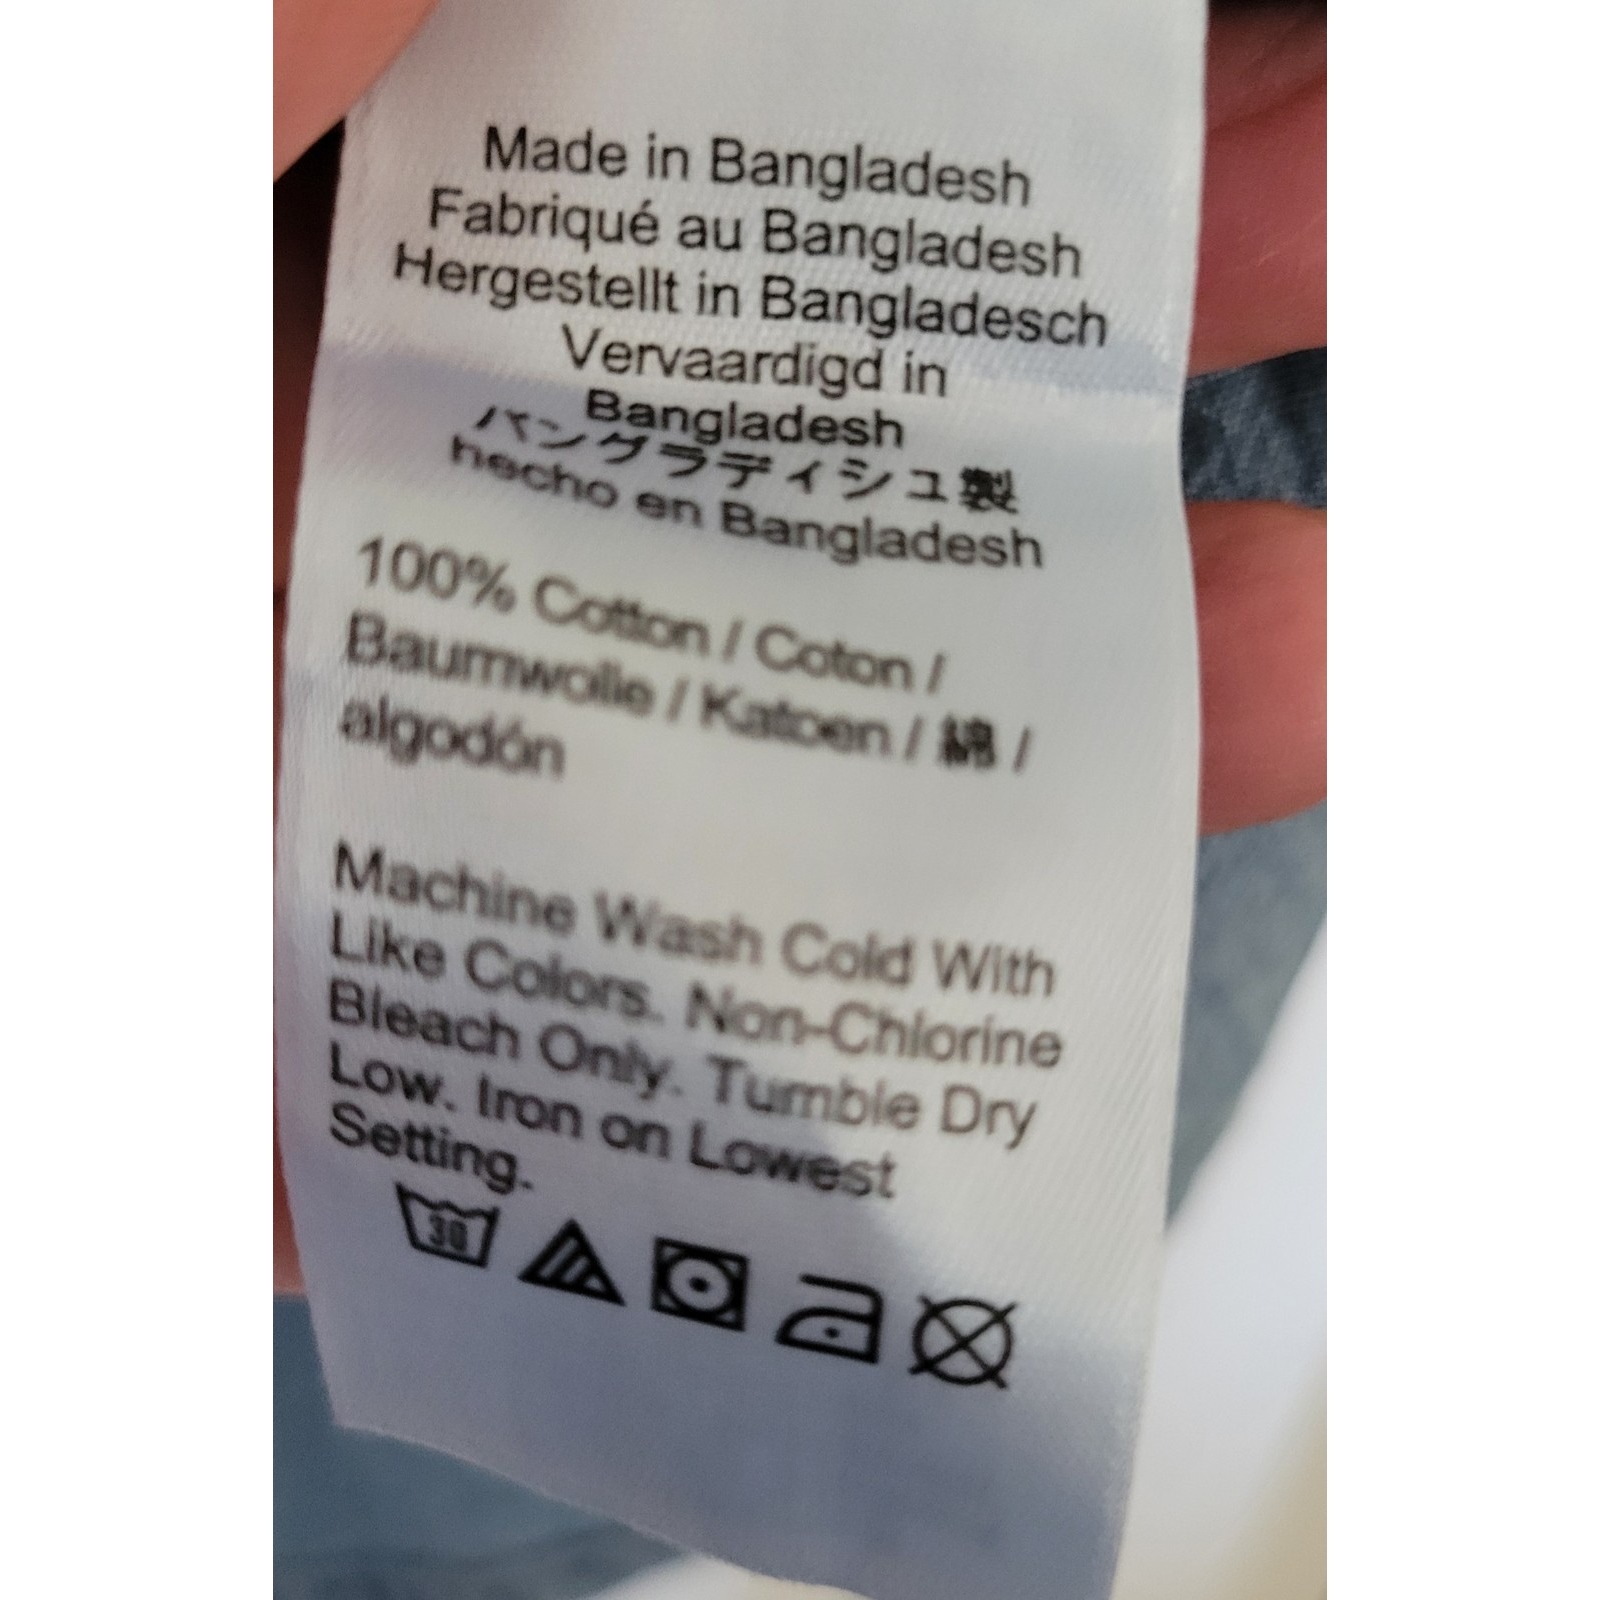 Made in Bangladesh
Fabriqué au Bangladesh
Hergestellt in Bangladesch
Vervaardigd in
Bangladesh
バングラディシュ製
hecho en Bangladesh
100% Cotton / Coton /
Baumwolle / Katoen / 綿 /
algodón
Machine Wash Cold With
Like Colors. Non-Chlorine
Bleach Only. Tumble Dry
Low. Iron on Lowest
Setting.
30